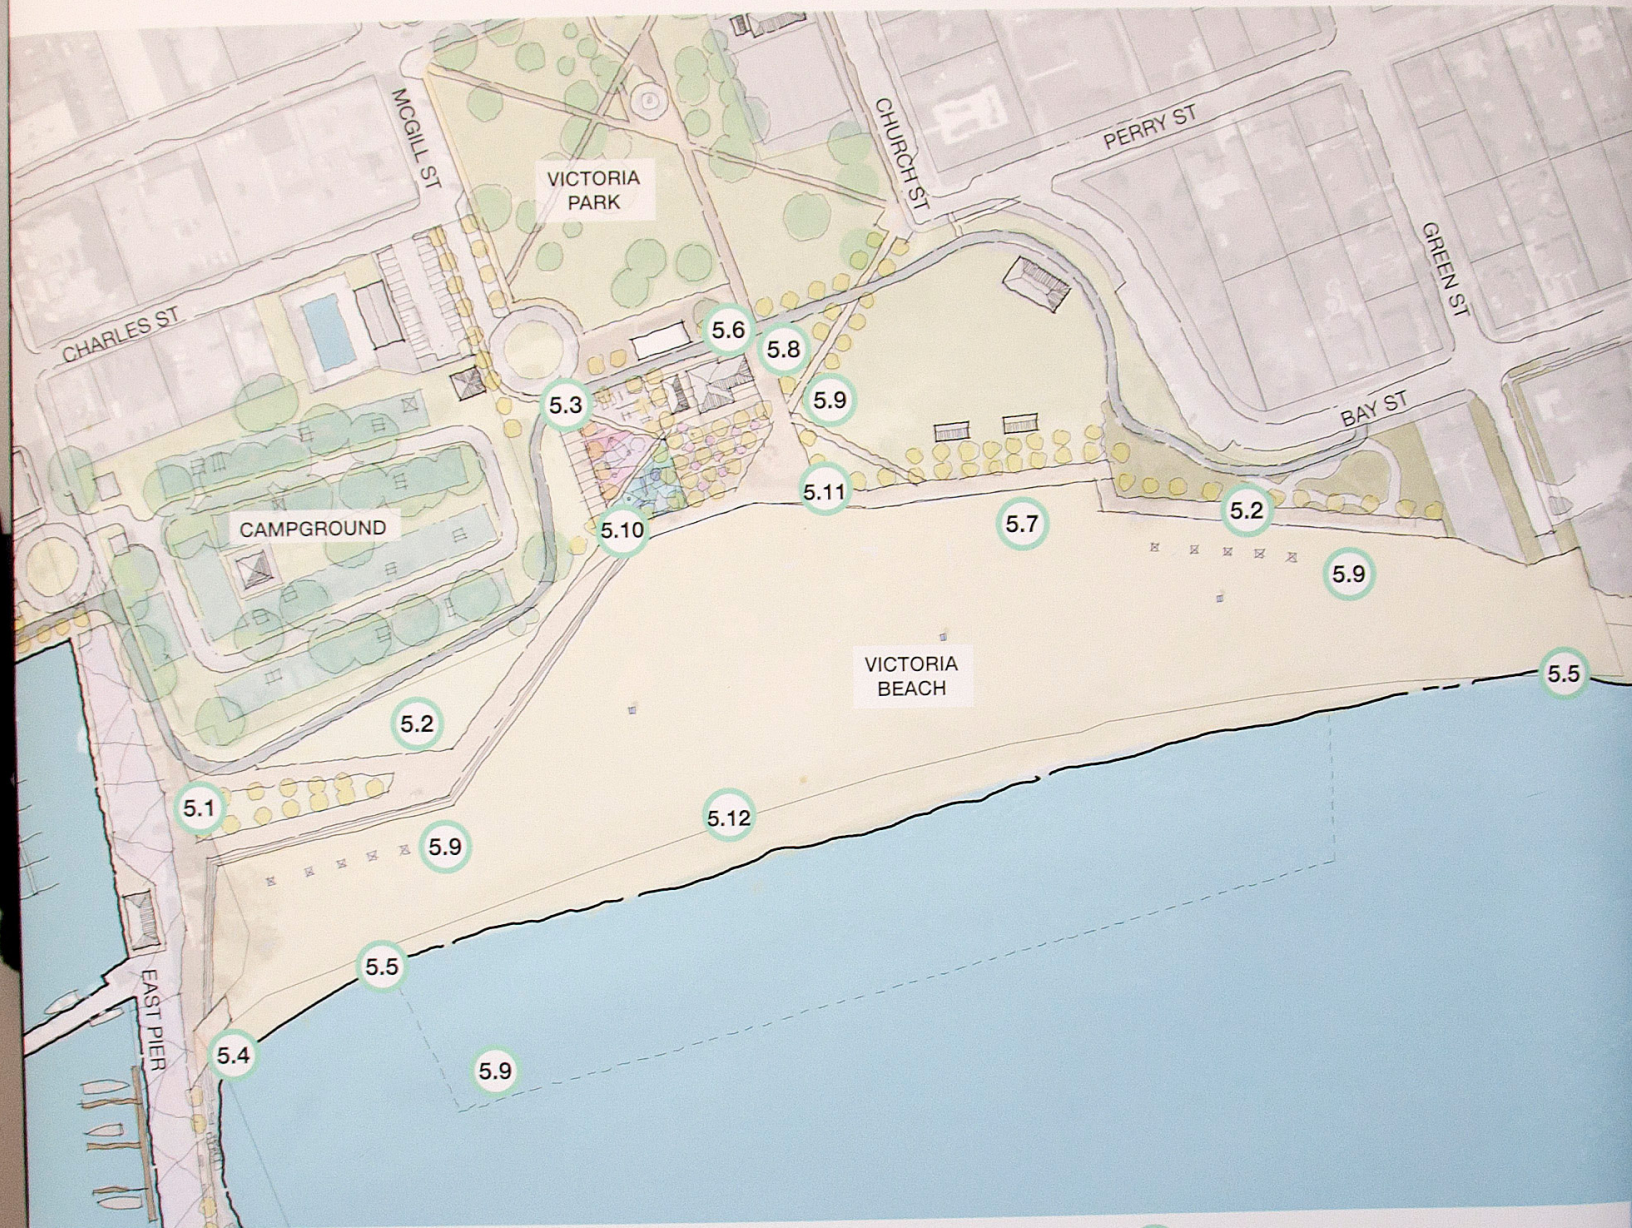 MCGILL ST
CHURCH ST
PERRY ST
VICTORIA
PARK
GREEN ST
CHARLES ST
5.6
5.8
5.3
5.9
BAY ST
5.11
5.10
5.7
5.2
CAMPGROUND
5.9
VICTORIA
BEACH
5.5
5.2
5.1
5.12
5.9
5.5
EAST PIER
5.4
5.9